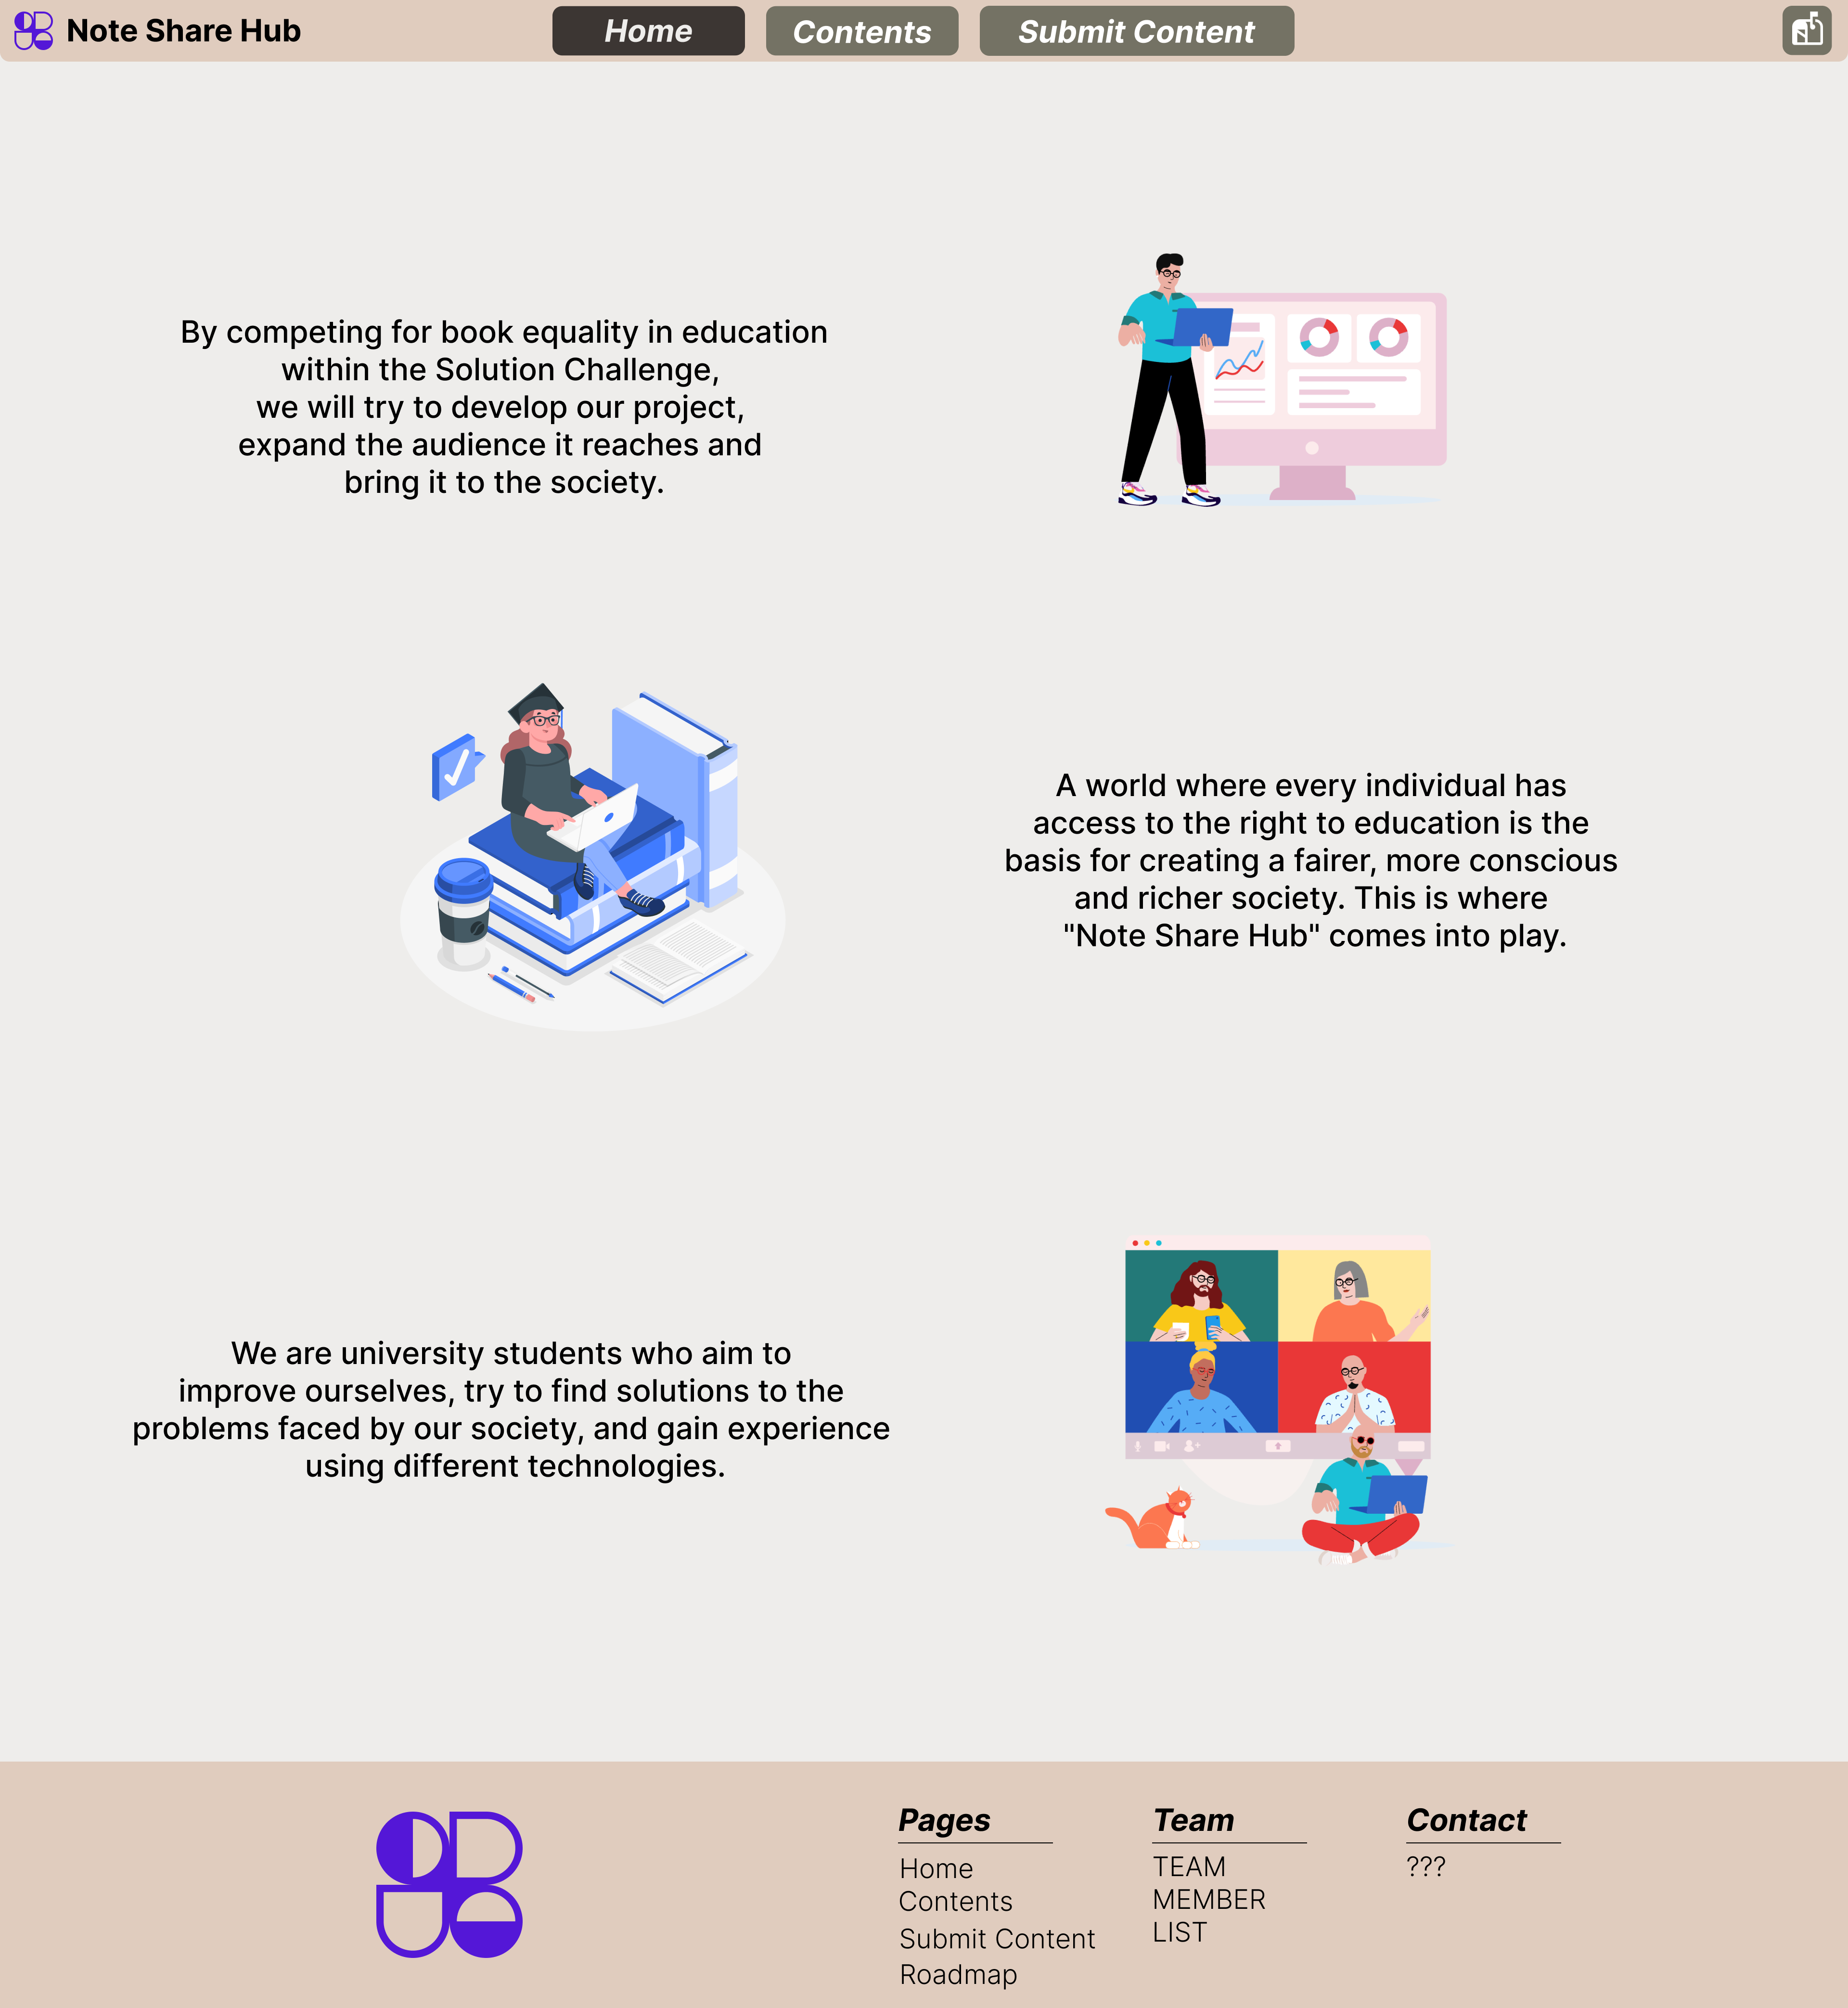 Note Share Hub
Home
Contents
Submit Content
By competing for book equality in education
within the Solution Challenge,
we will try to develop our project,
expand the audience it reaches and
bring it to the society.
A world where every individual has
access to the right to education is the
basis for creating a fairer, more conscious
and richer society. This is where
"Note Share Hub" comes into play.
We are university students who aim to
improve ourselves, try to find solutions to the
problems faced by our society, and gain experience
using different technologies.
Pages
Home
Contents
Submit Content
Roadmap
Team
TEAM
MEMBER
LIST
Contact
???